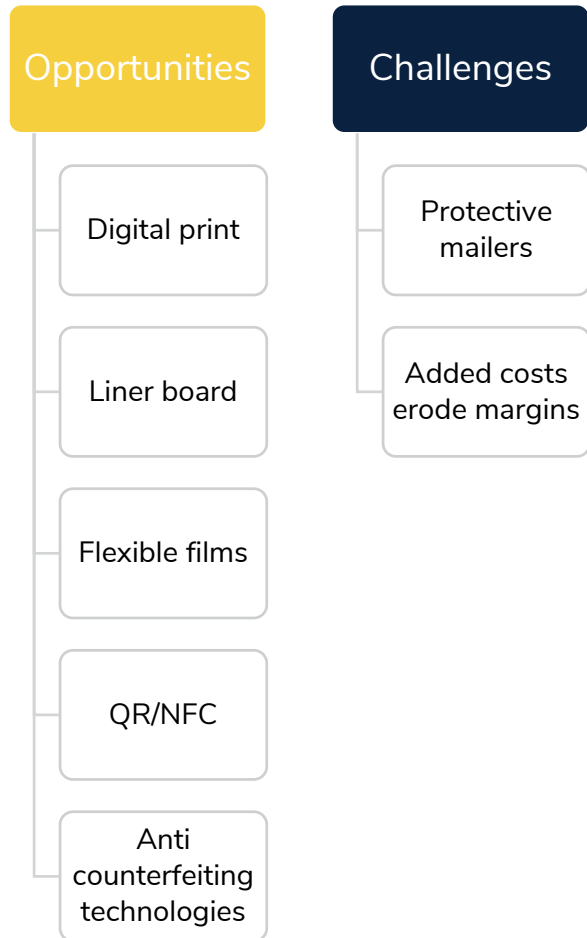 Opportunities
Digital print
Liner board
Flexible films
QR/NFC
Anti
counterfeiting
technologies
Challenges
Protective
mailers
Added costs
erode margins